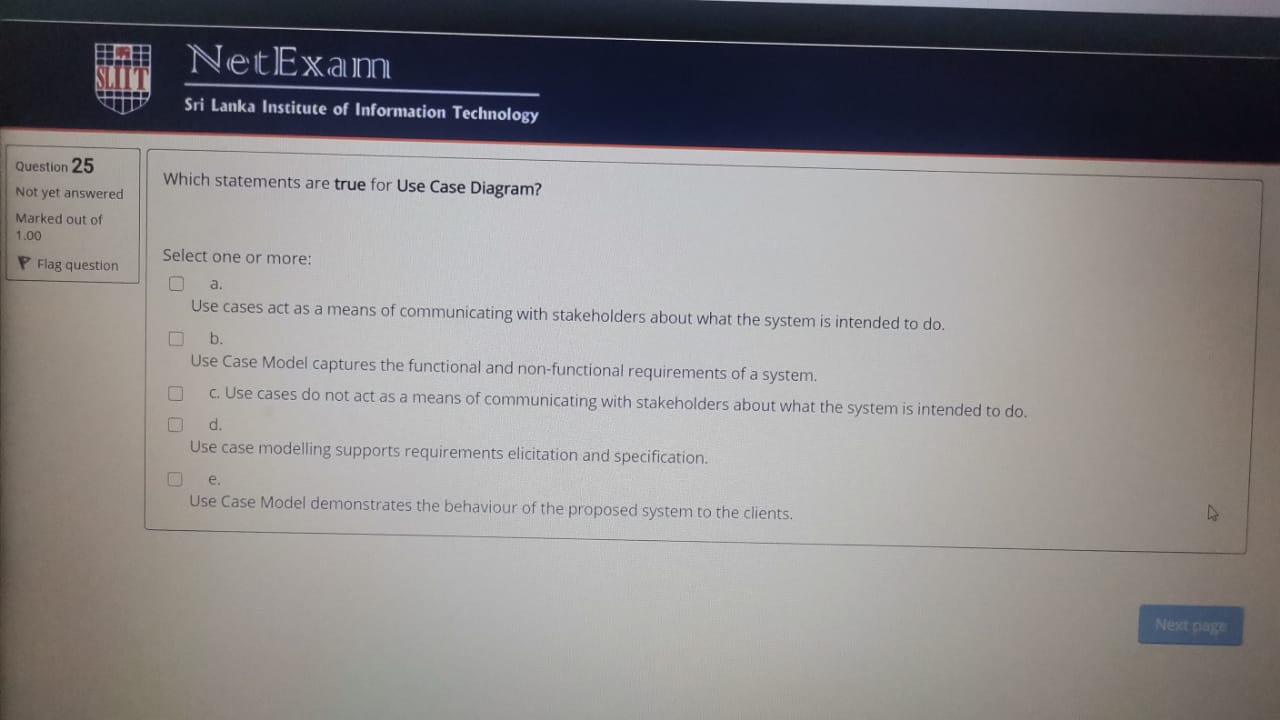 SLIIT
NetExam
Sri Lanka Institute of Information Technology
Question 25
Not yet answered
Marked out of
1.00
Flag question
Which statements are true for Use Case Diagram?
Select one or more:
a.
Use cases act as a means of communicating with stakeholders about what the system is intended to do.
b.
Use Case Model captures the functional and non-functional requirements of a system.
c. Use cases do not act as a means of communicating with stakeholders about what the system is intended to do.
d.
Use case modelling supports requirements elicitation and specification.
e.
Use Case Model demonstrates the behaviour of the proposed system to the clients.
Next page